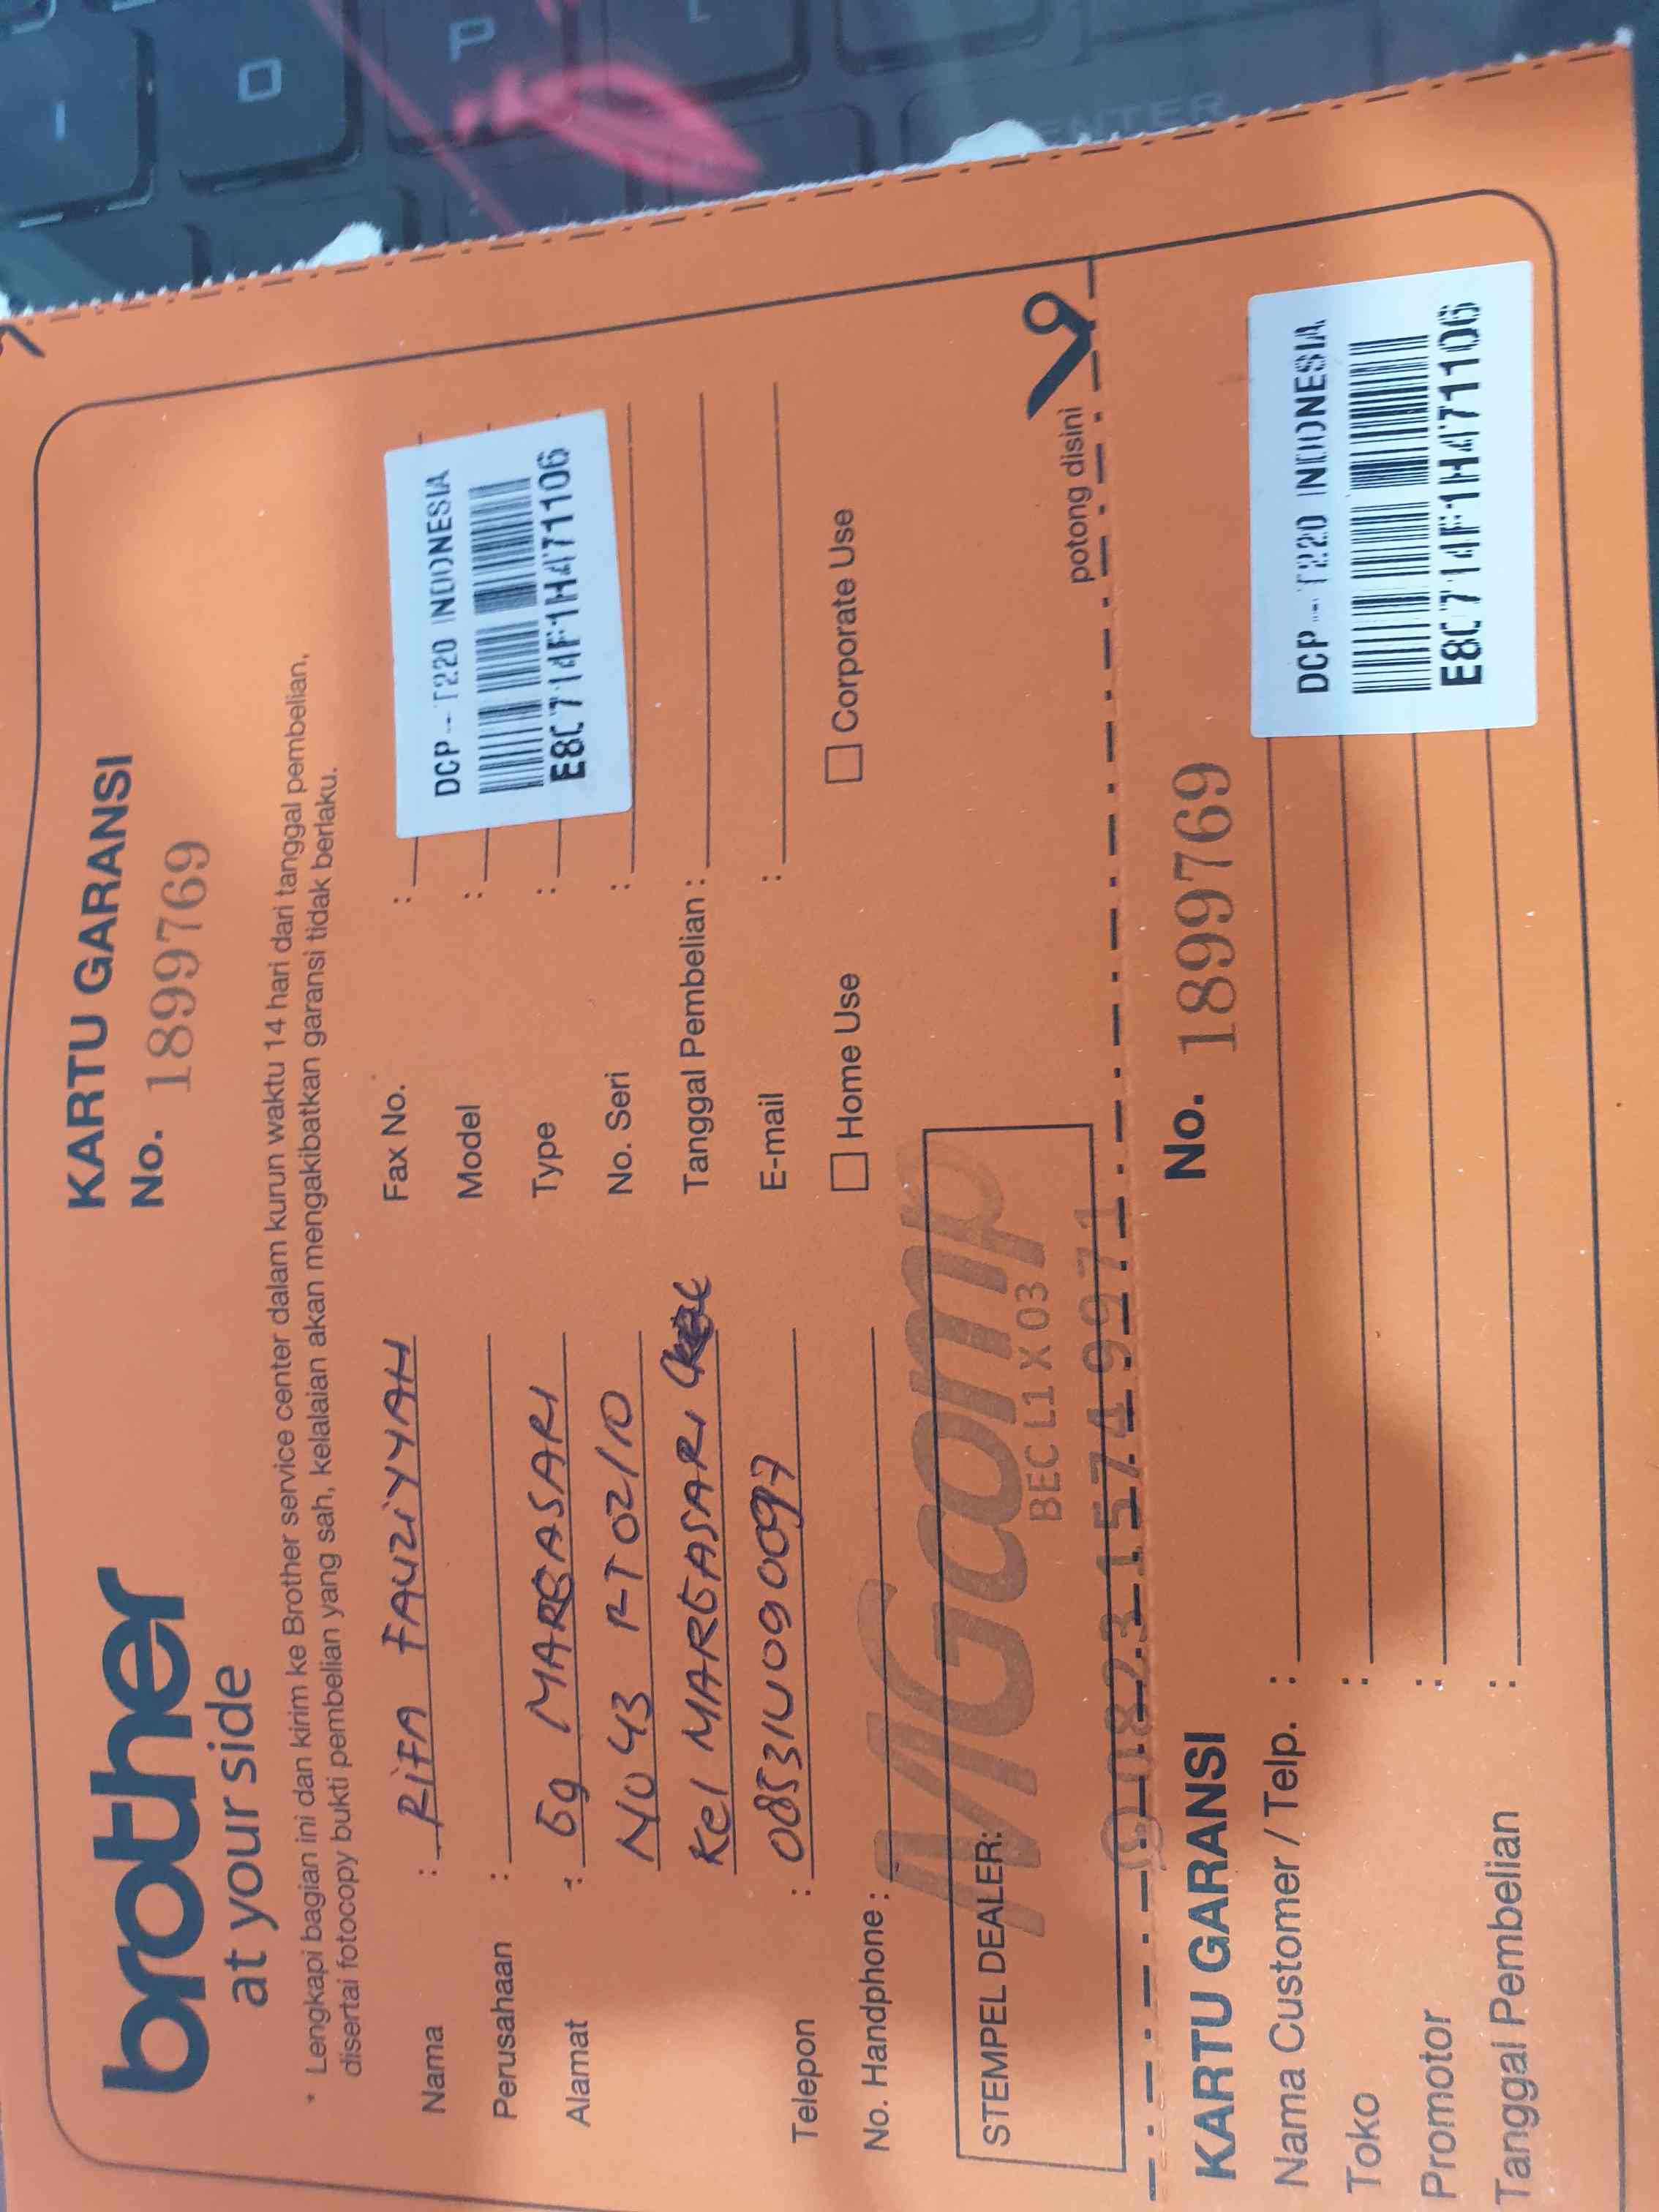 brother
at your side
KARTU GARANSI
No. 1899769
* Lengkapi bagian ini dan kirim ke Brother service center dalam kurun waktu 14 hari dari tanggal pembelian,
disertai fotocopy bukti pembelian yang sah, kelalaian akan mengakibatkan garansi tidak berlaku.
Nama : RIFA FAUZIYYAH
Perusahaan :
Alamat : Gg MARGASARI
NO 43 RT 02/10
Kel MARGASARI
Telepon :
No. Handphone :
Fax No. :
Model :
Type :
No. Seri :
Tanggal Pembelian :
E-mail :
DCP-T220 INDONESIA
E8C714F1H471106
Home Use
Corporate Use
STEMPEL DEALER:
MGcomp
BEC L1 X 03
082315749971
potong disini
KARTU GARANSI
No. 1899769
Nama Customer / Telp. :
Toko :
Promotor :
Tanggal Pembelian :
DCP-T220 INDONESIA
E8C714F1H471106
P
O
ENTER